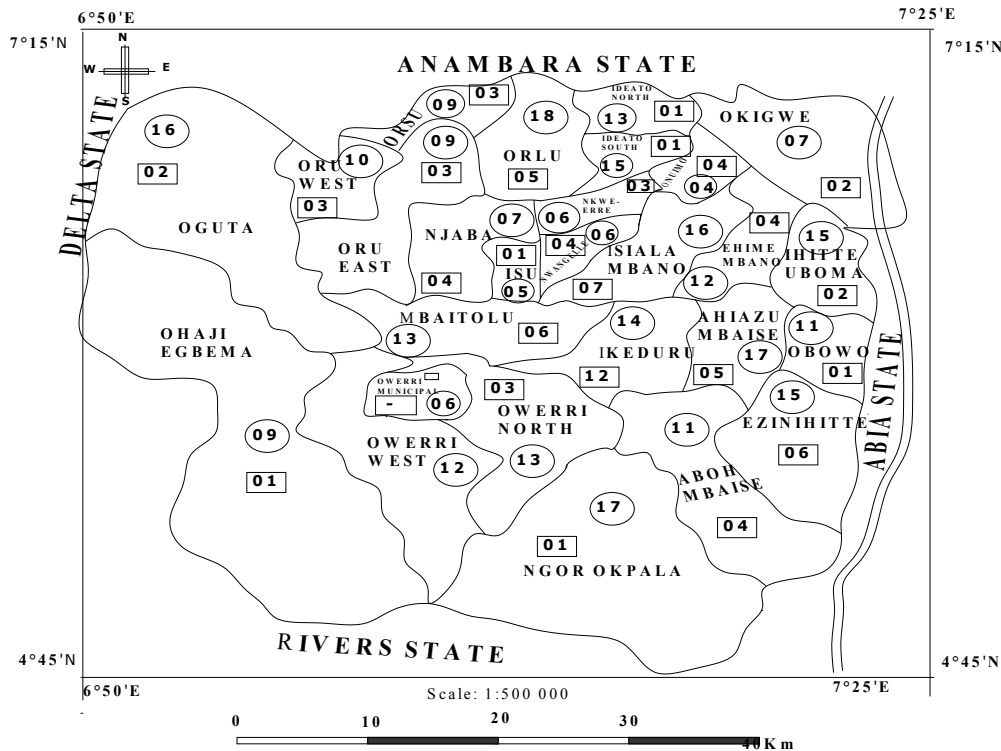 6°50'E
7°25'E
7°15'N
7°15'N
N
W E
S
ANAMBARA STATE
DELTA STATE
ABIA STATE
RIVERS STATE
16
02
OGUTA
10
ORU
WEST
03
ORSU
09
03
09
03
ORU
EAST
18
ORLU
05
IDEATO
NORTH
13
01
IDEATO
SOUTH
01
15
03
ONUIMO
04
04
OKIGWE
07
02
NJABA
07
04
01
ISU
05
NKWE-
ERRE
06
04
NWANGELLE
06
ISIALA
MBANO
16
07
EHIME
MBANO
04
12
15
IHITTE
UBOMA
02
MBAITOLU
13
06
14
IKEDURU
12
AHIAZU
MBAISE
17
05
11
OBOWO
01
15
EZINIHITTE
06
OHAJI
EGBEMA
09
01
OWERRI
MUNICIPAL
-
06
OWERRI
WEST
12
03
OWERRI
NORTH
13
11
ABOH
MBAISE
04
17
01
NGOR OKPALA
4°45'N
4°45'N
6°50'E
7°25'E
Scale: 1:500 000
0 10 20 30 40Km